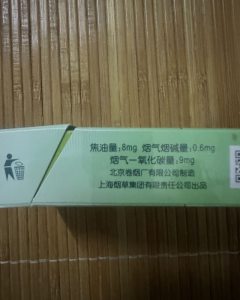 焦油量:8mg 烟气烟碱量:0.6mg
烟气一氧化碳量:9mg
北京卷烟厂有限公司制造
上海烟草集团有限责任公司出品